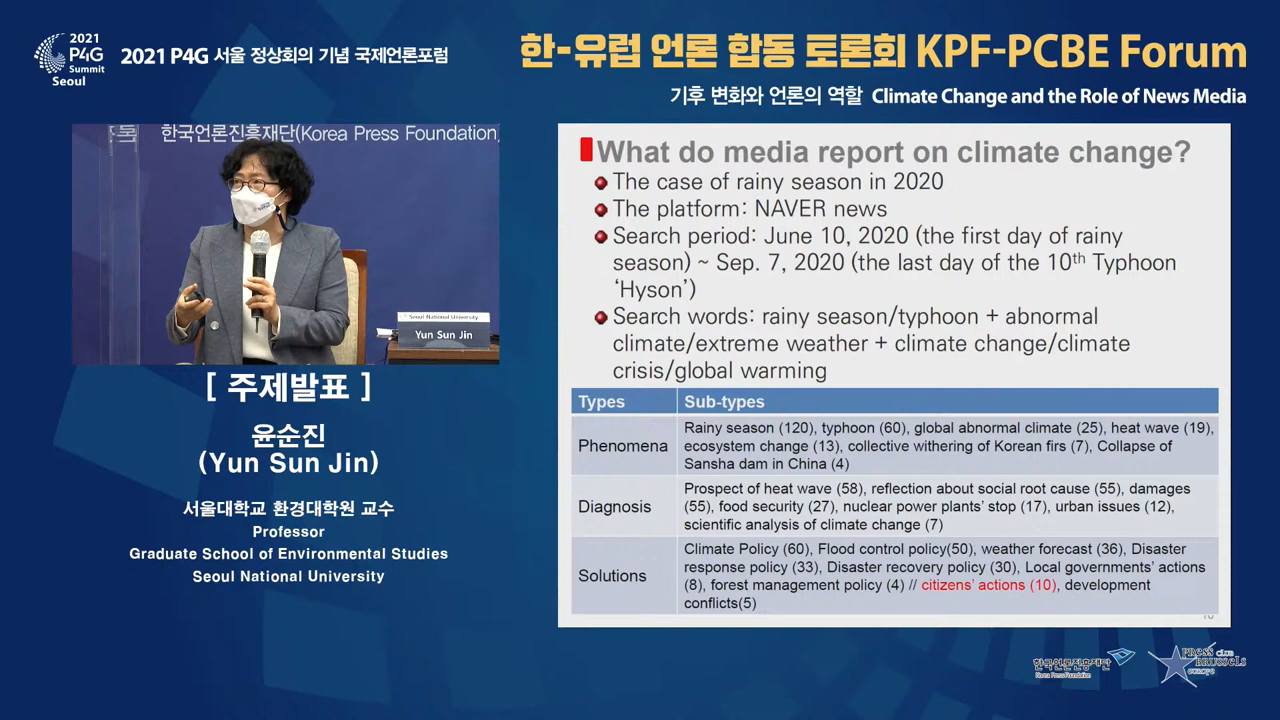 2021
P4G
Summit
Seoul
2021 P4G 서울 정상회의 기념 국제언론포럼
한-유럽 언론 합동 토론회 KPF-PCBE Forum
기후 변화와 언론의 역할 Climate Change and the Role of News Media
한국언론진흥재단(Korea Press Foundation)
Seoul National University
Yun Sun Jin
[ 주제발표 ]
윤순진
(Yun Sun Jin)
서울대학교 환경대학원 교수
Professor
Graduate School of Environmental Studies
Seoul National University
What do media report on climate change?
The case of rainy season in 2020
The platform: NAVER news
Search period: June 10, 2020 (the first day of rainy
season) ~ Sep. 7, 2020 (the last day of the 10th Typhoon
‘Hyson’)
Search words: rainy season/typhoon + abnormal
climate/extreme weather + climate change/climate
crisis/global warming
Types Sub-types
Phenomena Rainy season (120), typhoon (60), global abnormal climate (25), heat wave (19),
ecosystem change (13), collective withering of Korean firs (7), Collapse of
Sansha dam in China (4)
Diagnosis Prospect of heat wave (58), reflection about social root cause (55), damages
(55), food security (27), nuclear power plants’ stop (17), urban issues (12),
scientific analysis of climate change (7)
Solutions Climate Policy (60), Flood control policy(50), weather forecast (36), Disaster
response policy (33), Disaster recovery policy (30), Local governments’ actions
(8), forest management policy (4) // citizens’ actions (10), development
conflicts(5)
한국언론진흥재단
Korea Press Foundation
PRESS CLUB
BRUSSELS
europe